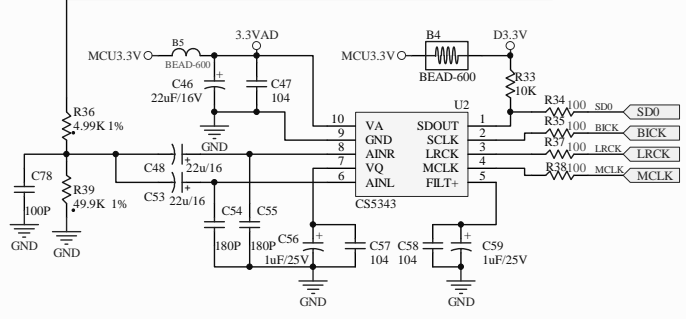 B5
MCU3.3V
BEAD-600
3.3VAD
C46
22uF/16V
C47
104
GND
MCU3.3V
B4
BEAD-600
D3.3V
R33
10K
R36
4.99K 1%
C78
100P
GND
R39
49.9K 1%
GND
C48
22u/16
C53
22u/16
C54
180P
C55
180P
U2
10 VA SDOUT 1
9 GND SCLK 2
8 AINR LRCK 3
7 VQ MCLK 4
6 AINL FILT+ 5
CS5343
R34 100 SD0 SD0
R35 100 BICK BICK
R37 100 LRCK LRCK
R38 100 MCLK MCLK
C56
1uF/25V
C57
104
GND
C58
104
C59
1uF/25V
GND